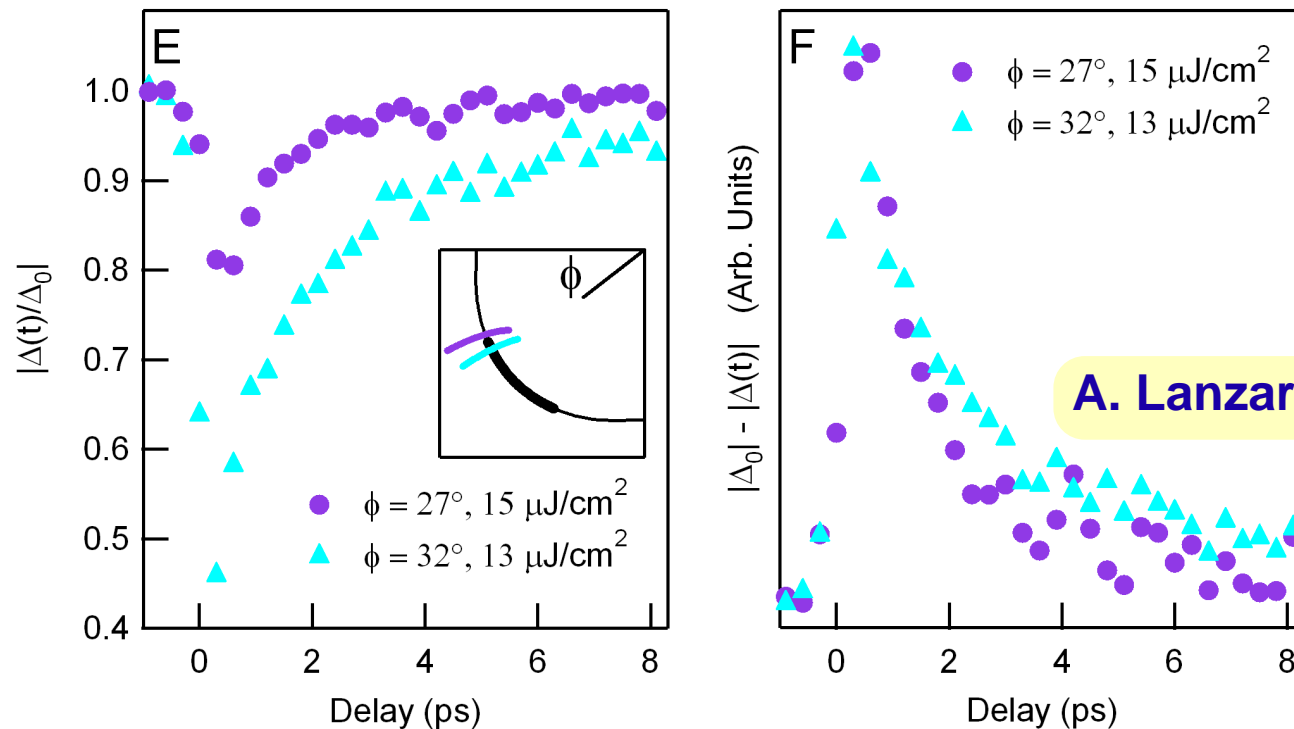 E
|Δ(t)/Δ₀|
1.0
0.9
0.8
0.7
0.6
0.5
0.4
ϕ
ϕ = 27°, 15 μJ/cm²
ϕ = 32°, 13 μJ/cm²
0 2 4 6 8
Delay (ps)
F
ϕ = 27°, 15 μJ/cm²
ϕ = 32°, 13 μJ/cm²
|Δ₀| - |Δ(t)| (Arb. Units)
A. Lanzar
0 2 4 6 8
Delay (ps)